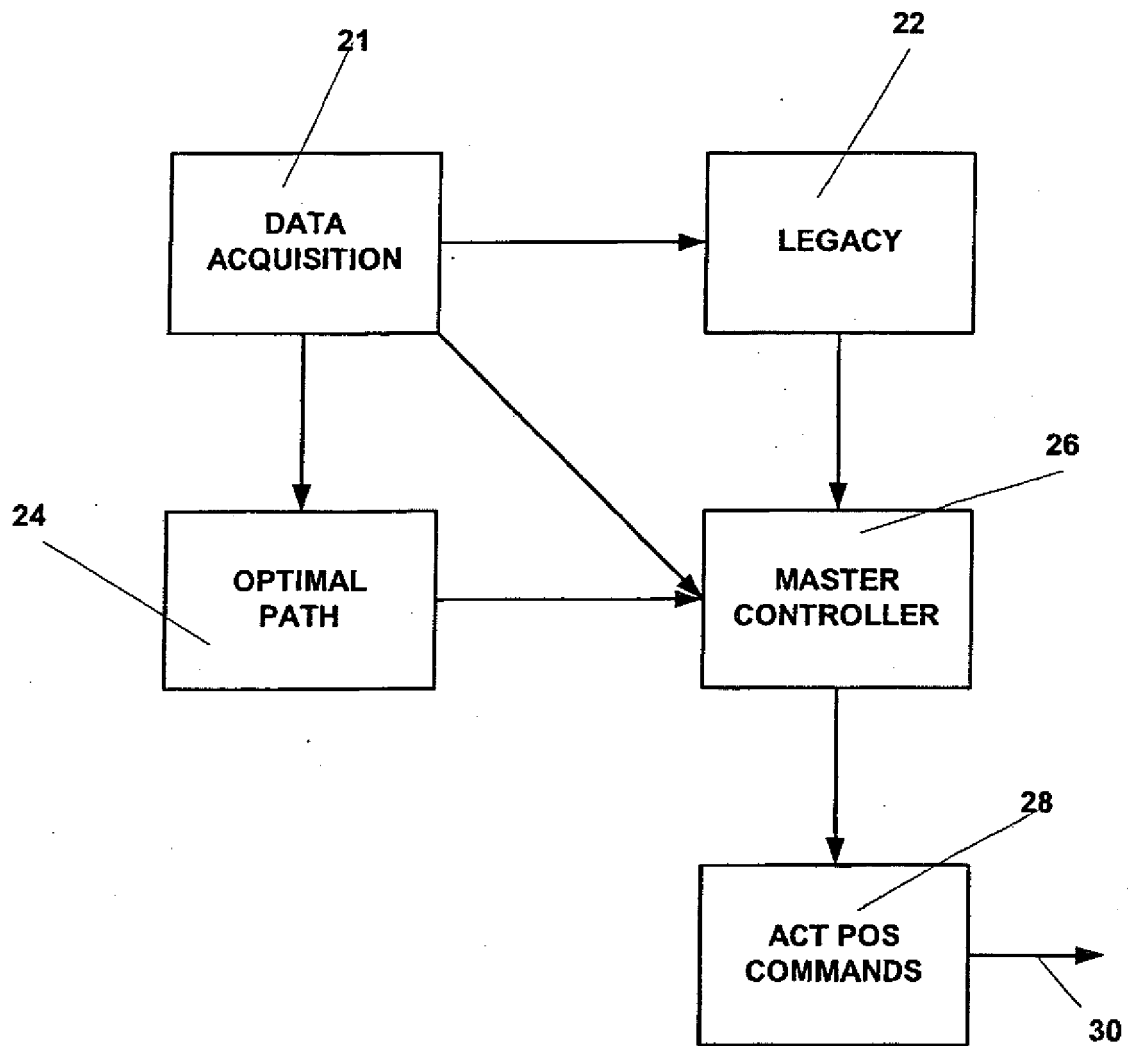 21
22
DATA
ACQUISITION
LEGACY
26
24
OPTIMAL
PATH
MASTER
CONTROLLER
28
ACT POS
COMMANDS
30